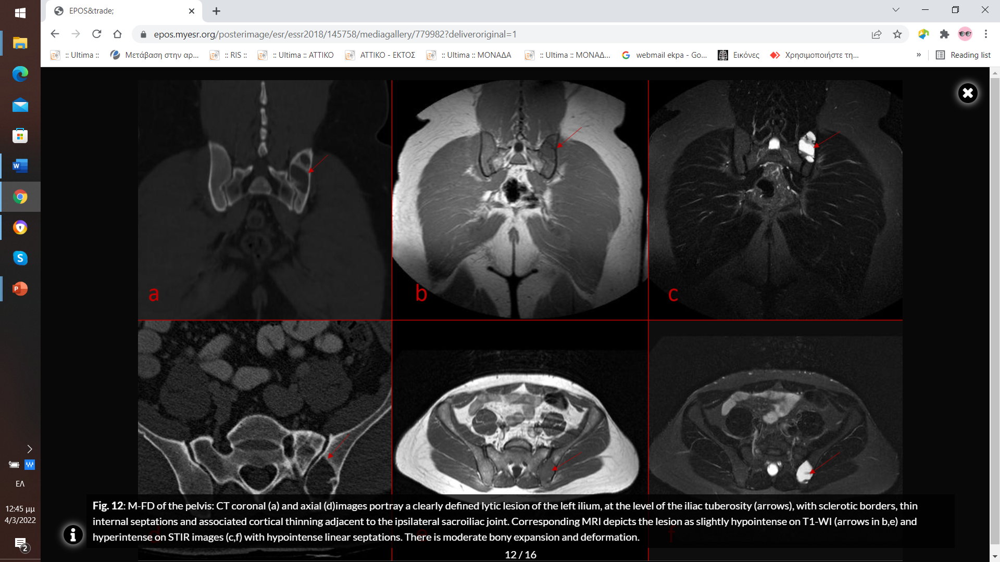 EPOS&trade;
epos.myesr.org/posterimage/esr/essr2018/145758/mediagallery/779982?deliveroriginal=1
:: Ultima ::
Μετάβαση στην αρ...
:: RIS ::
:: Ultima :: ΑΤΤΙΚΟ
ΑΤΤΙΚΟ - ΕΚΤΟΣ
:: Ultima :: ΜΟΝΑΔΑ
:: Ultima :: ΜΟΝΑΔ...
webmail ekpa - Go...
Εικόνες
Χρησιμοποιήστε τη...
»
Reading list
a
b
c
d
e
f
Fig. 12: M-FD of the pelvis: CT coronal (a) and axial (d)images portray a clearly defined lytic lesion of the left ilium, at the level of the iliac tuberosity (arrows), with sclerotic borders, thin
internal septations and associated cortical thinning adjacent to the ipsilateral sacroiliac joint. Corresponding MRI depicts the lesion as slightly hypointense on T1-WI (arrows in b,e) and
hyperintense on STIR images (c,f) with hypointense linear septations. There is moderate bony expansion and deformation.
12 / 16
ΕΛ
12:45 μμ
4/3/2022
2